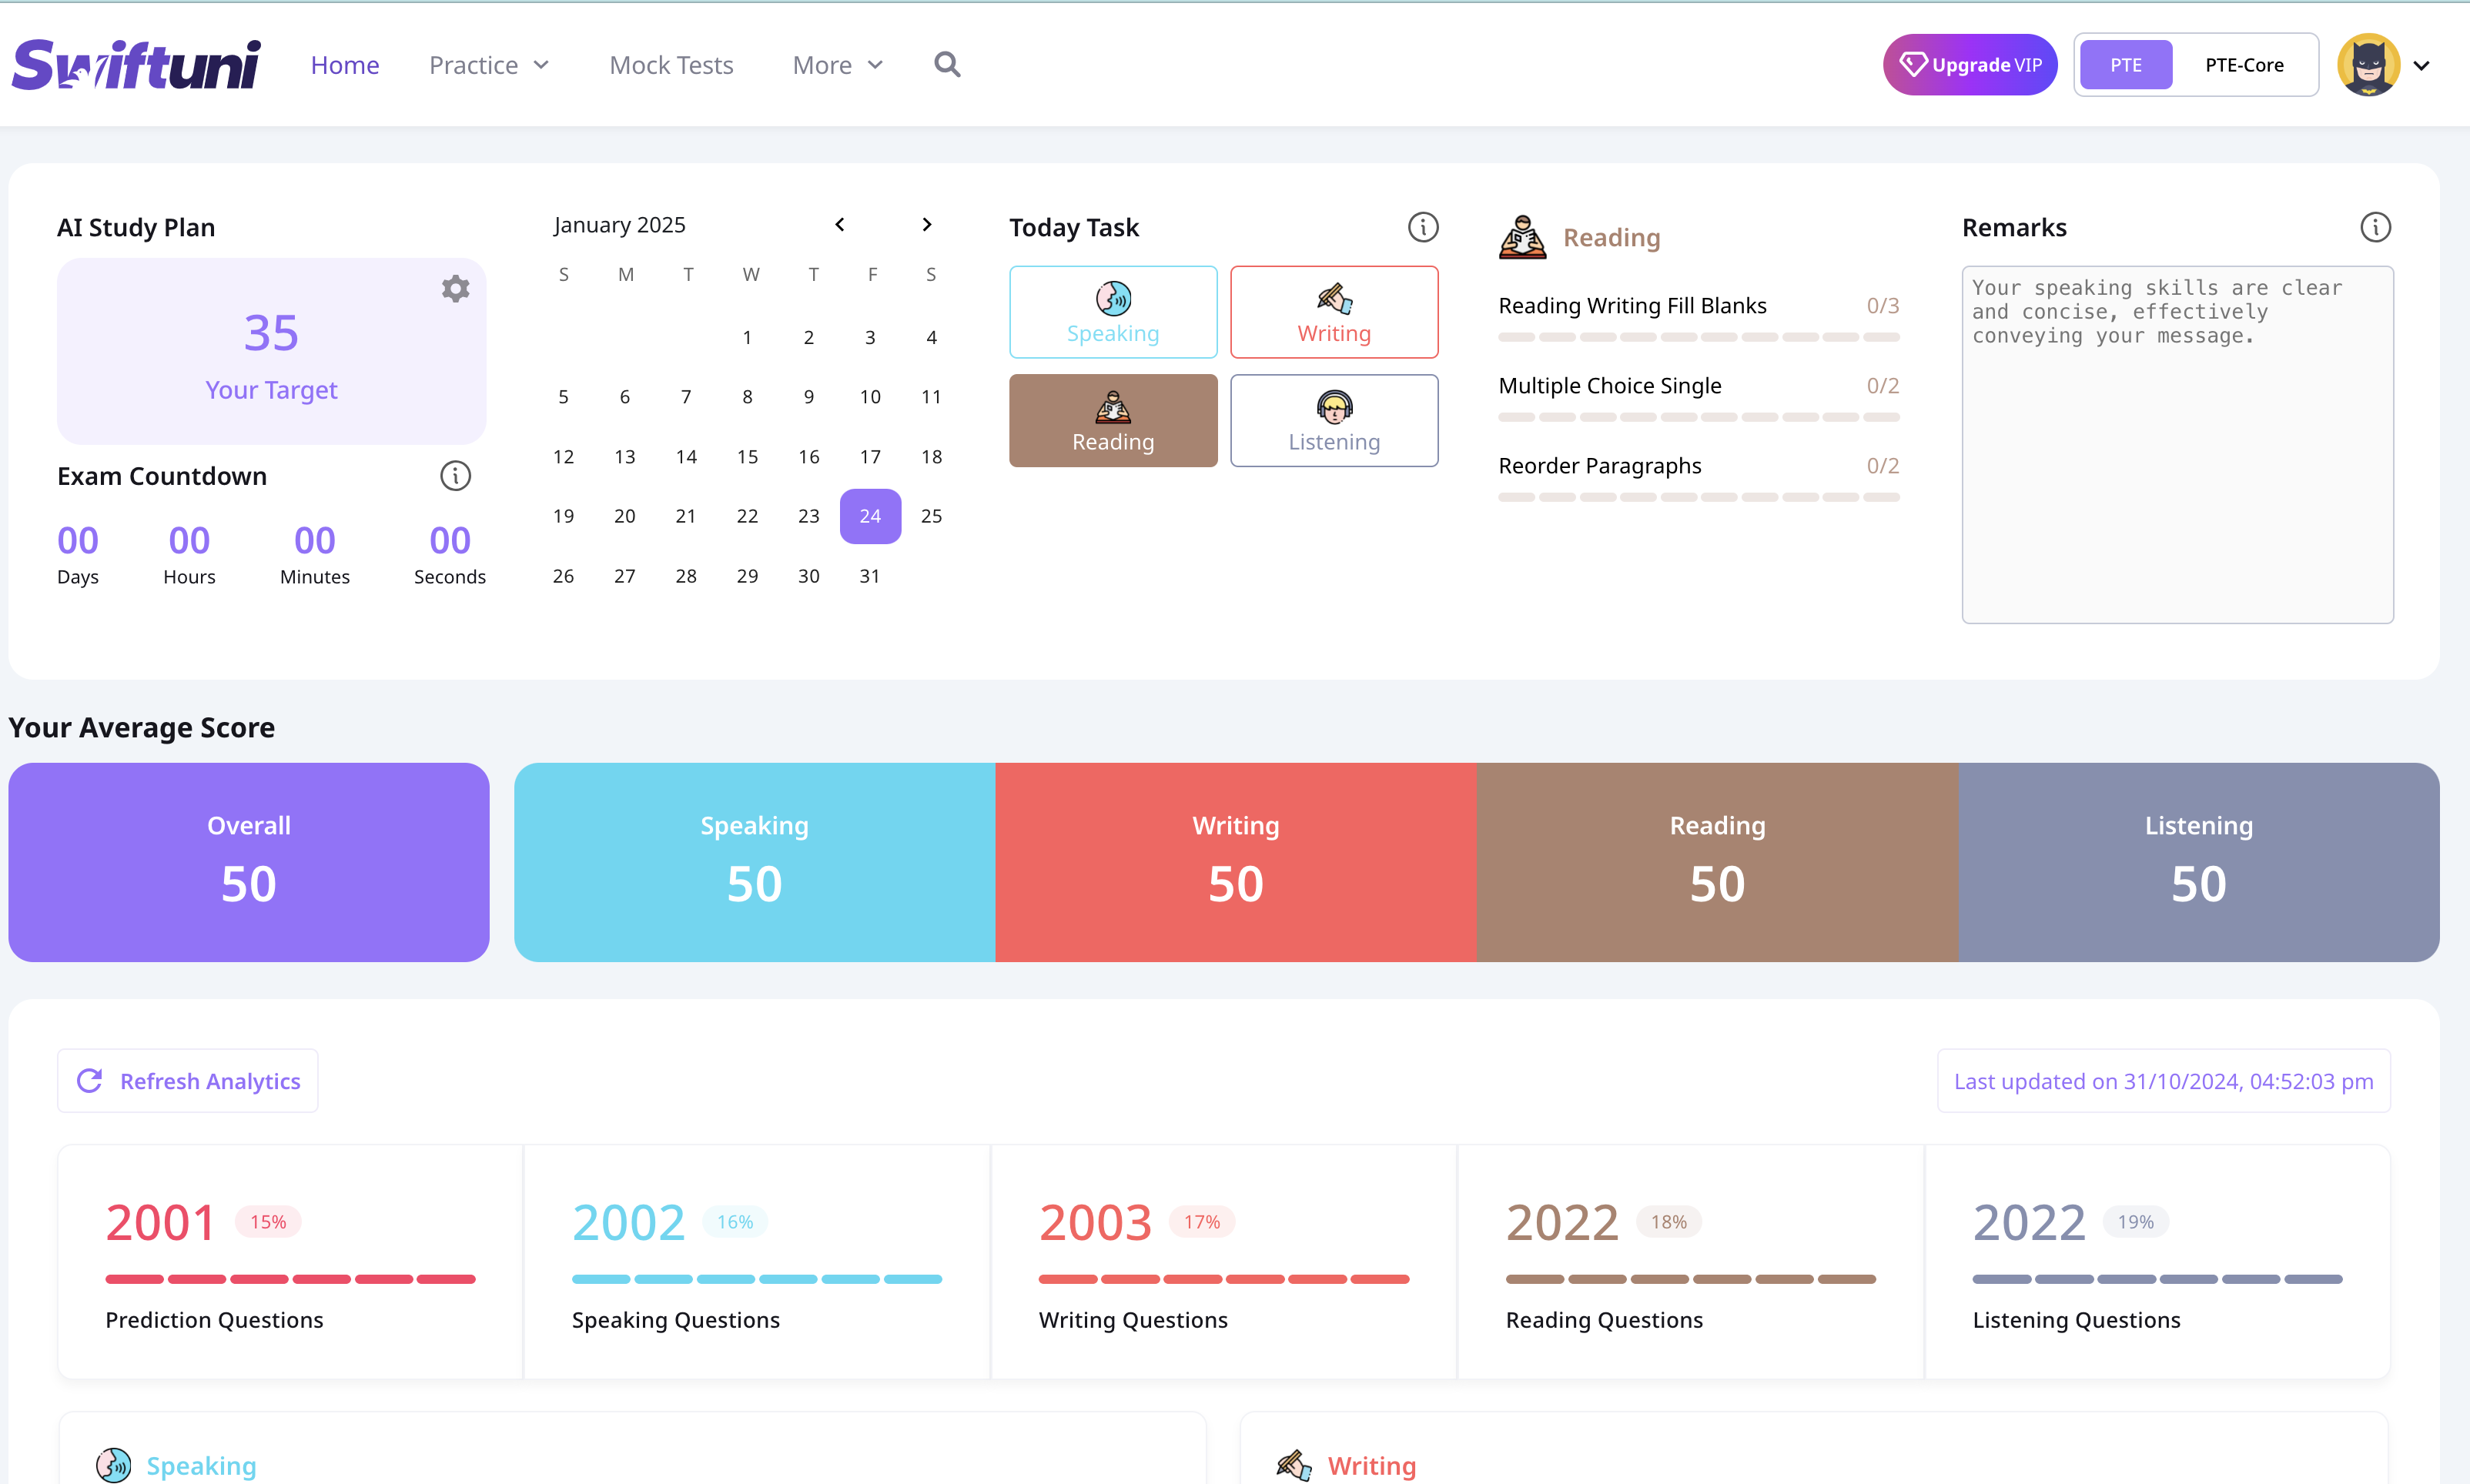 Swiftuni
Home Practice Mock Tests More
Upgrade VIP
PTE PTE-Core
AI Study Plan
35
Your Target
Exam Countdown
00 00 00 00
Days Hours Minutes Seconds
January 2025
S M T W T F S
1 2 3 4
5 6 7 8 9 10 11
12 13 14 15 16 17 18
19 20 21 22 23 24 25
26 27 28 29 30 31
Today Task
Speaking Writing
Reading Listening
Reading
Reading Writing Fill Blanks 0/3
Multiple Choice Single 0/2
Reorder Paragraphs 0/2
Remarks
Your speaking skills are clear
and concise, effectively
conveying your message.
Your Average Score
Overall Speaking Writing Reading Listening
50 50 50 50 50
Refresh Analytics
Last updated on 31/10/2024, 04:52:03 pm
2001 15% 2002 16% 2003 17% 2022 18% 2022 19%
Prediction Questions Speaking Questions Writing Questions Reading Questions Listening Questions
Speaking Writing